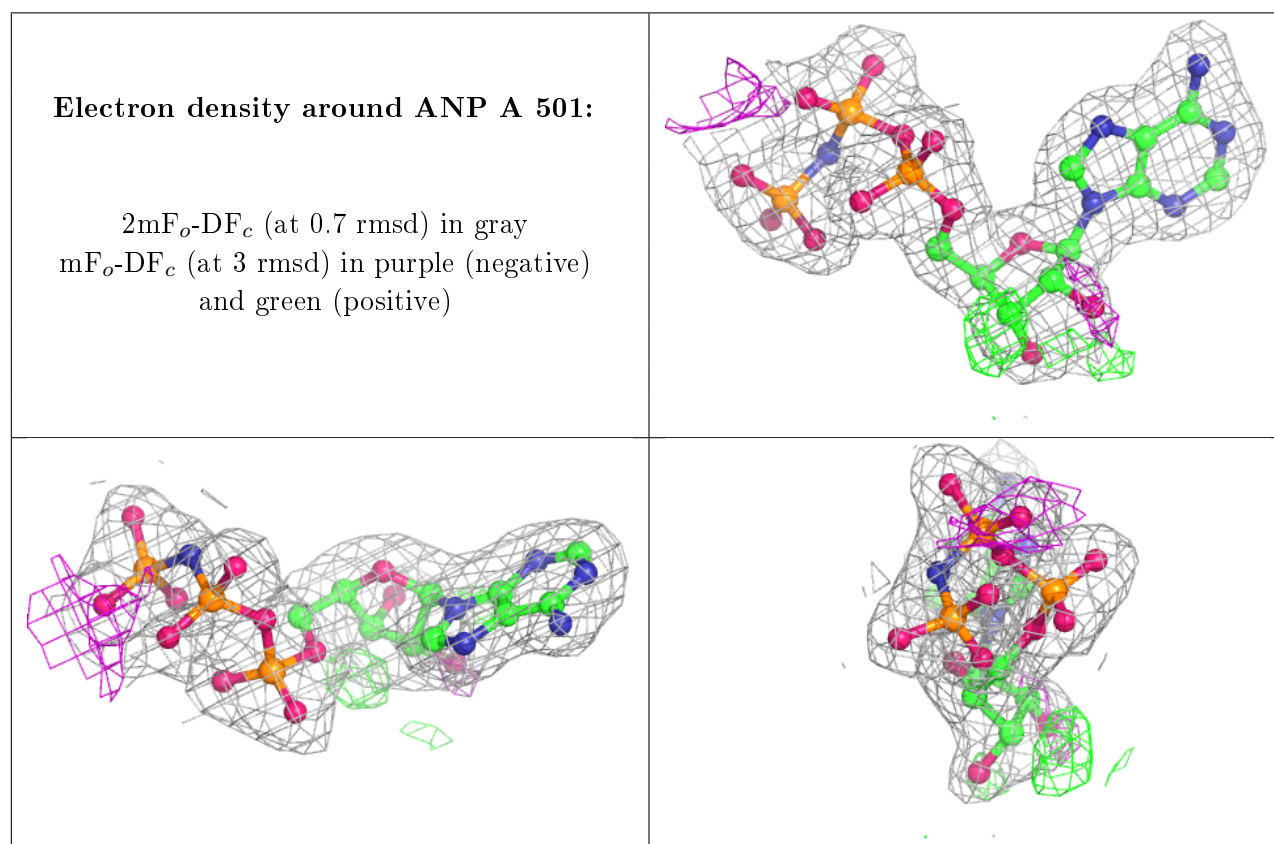 Electron density around ANP A 501:
2mFo-DFc (at 0.7 rmsd) in gray
mFo-DFc (at 3 rmsd) in purple (negative)
and green (positive)